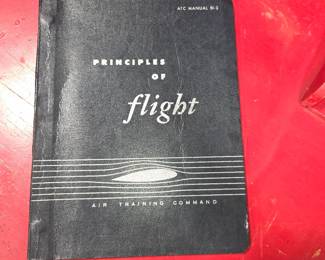 ATC MANUAL 51-3
PRINCIPLES
OF
flight
AIR TRAINING COMMAND